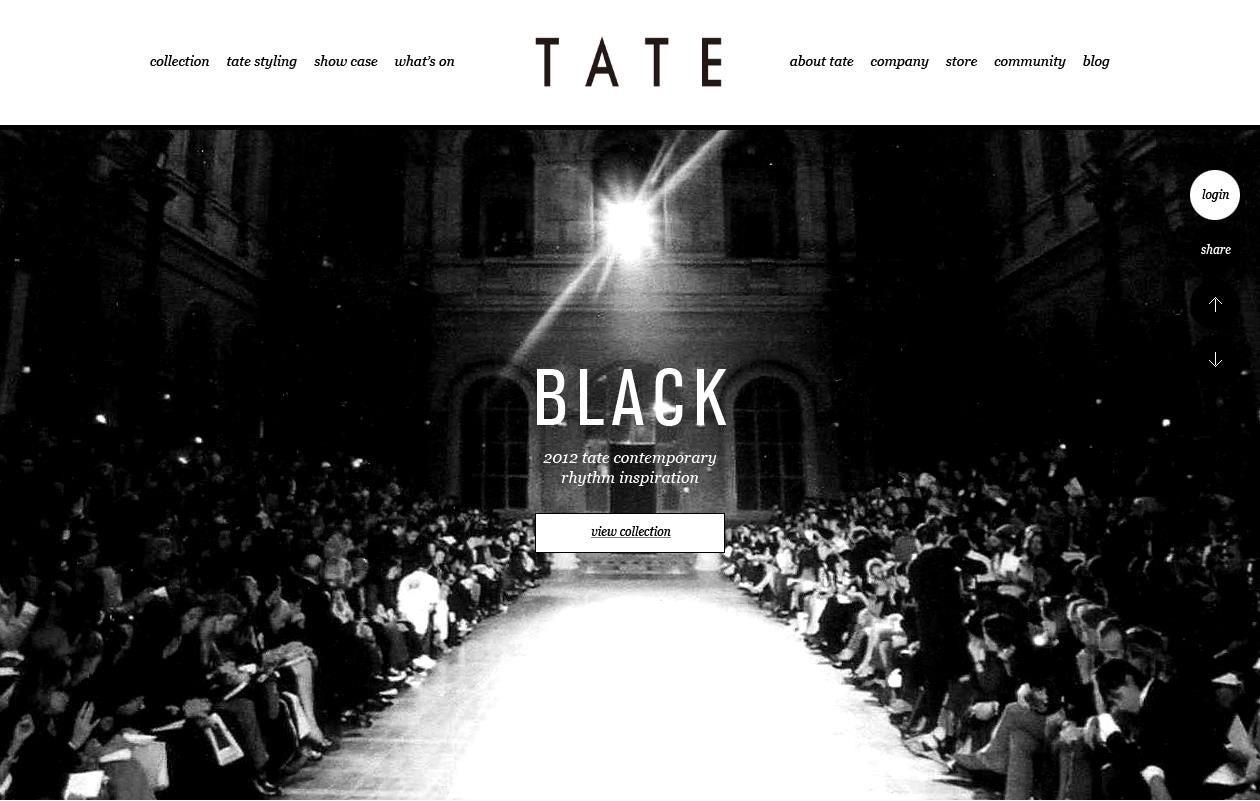 collection tate styling show case what's on TATE about tate company store community blog
login
share
BLACK
2012 tate contemporary
rhythm inspiration
view collection